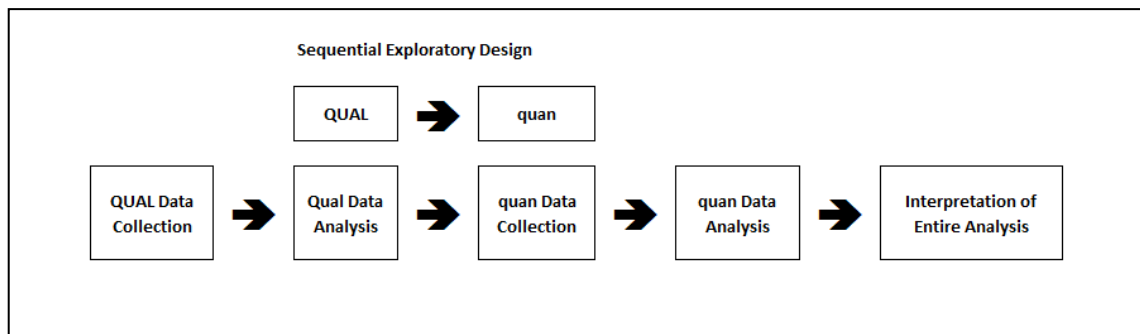 Sequential Exploratory Design
QUAL
quan
QUAL Data
Collection
Qual Data
Analysis
quan Data
Collection
quan Data
Analysis
Interpretation of
Entire Analysis